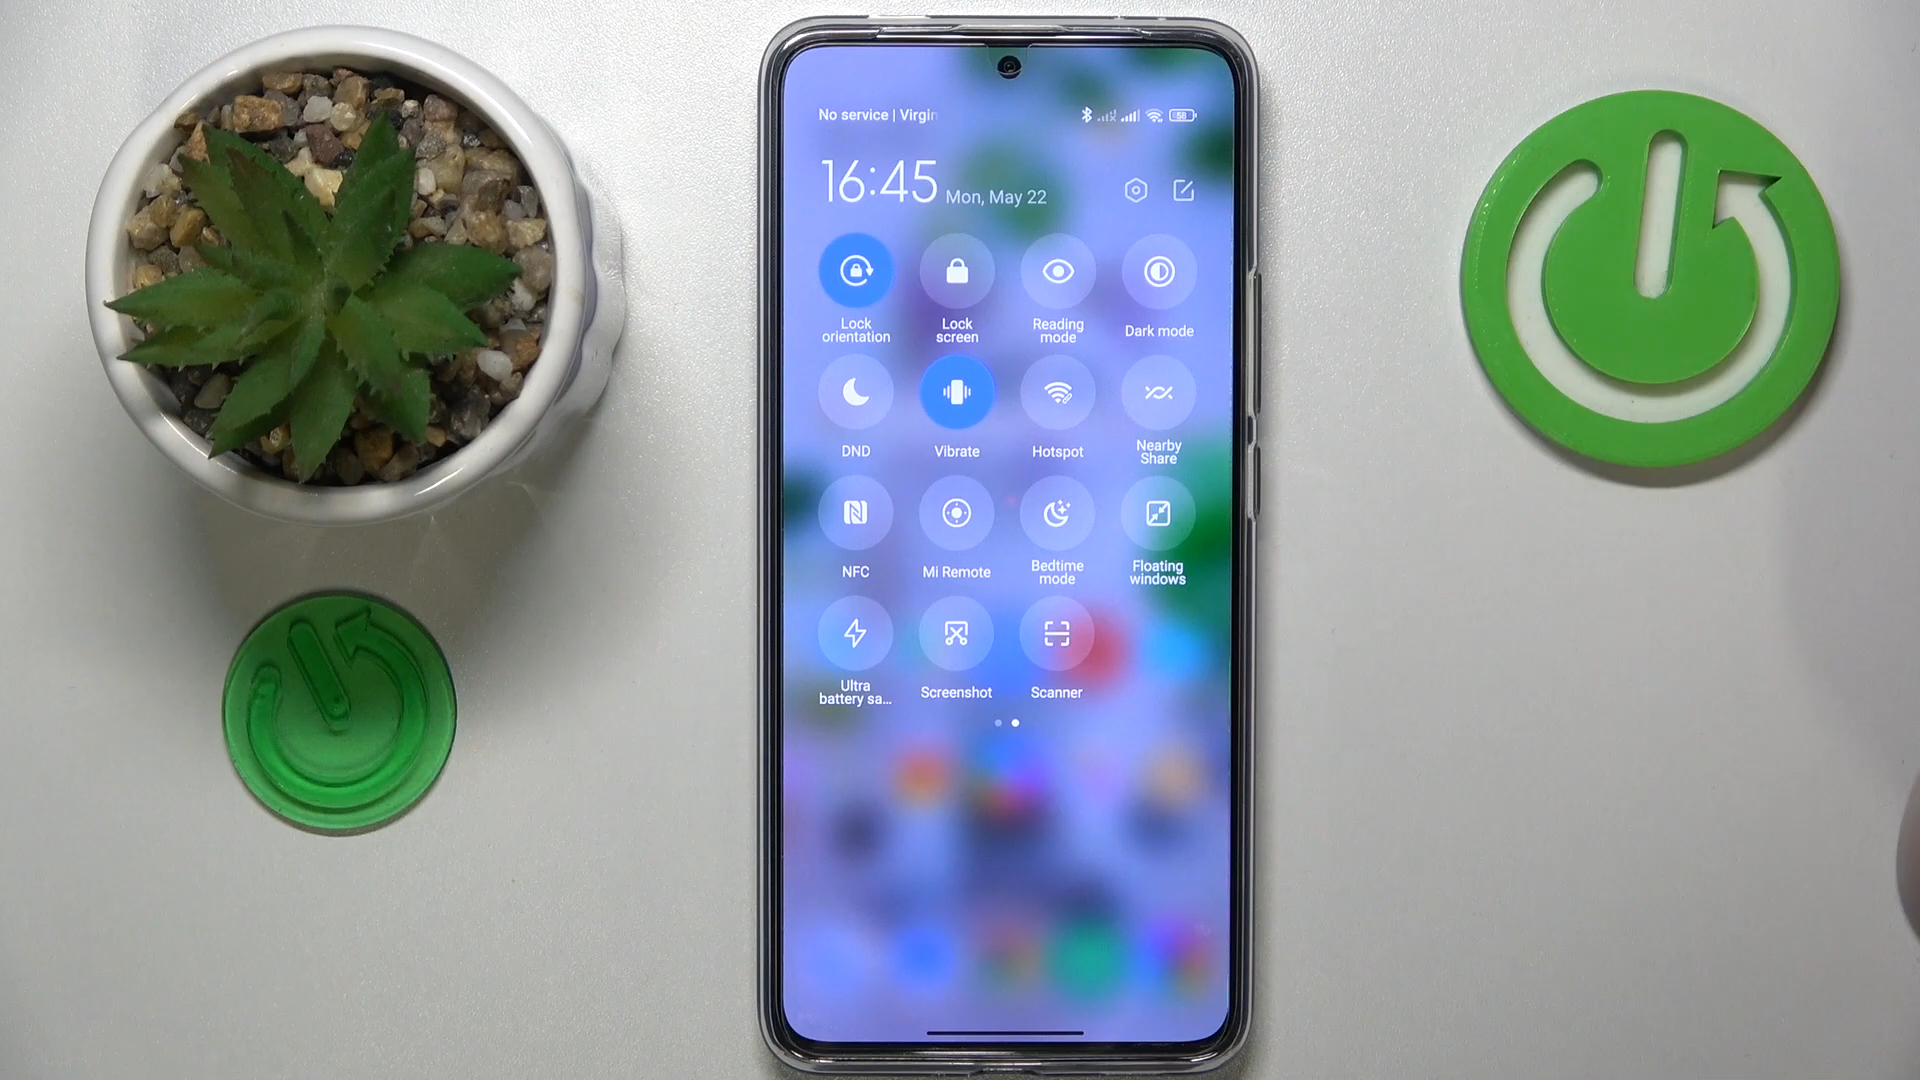 No service | Virgin
58
16:45 Mon, May 22
Lock
orientation
Lock
screen
Reading
mode
Dark mode
DND
Vibrate
Hotspot
Nearby
Share
NFC
Mi Remote
Bedtime
mode
Floating
windows
Ultra
battery sa...
Screenshot
Scanner